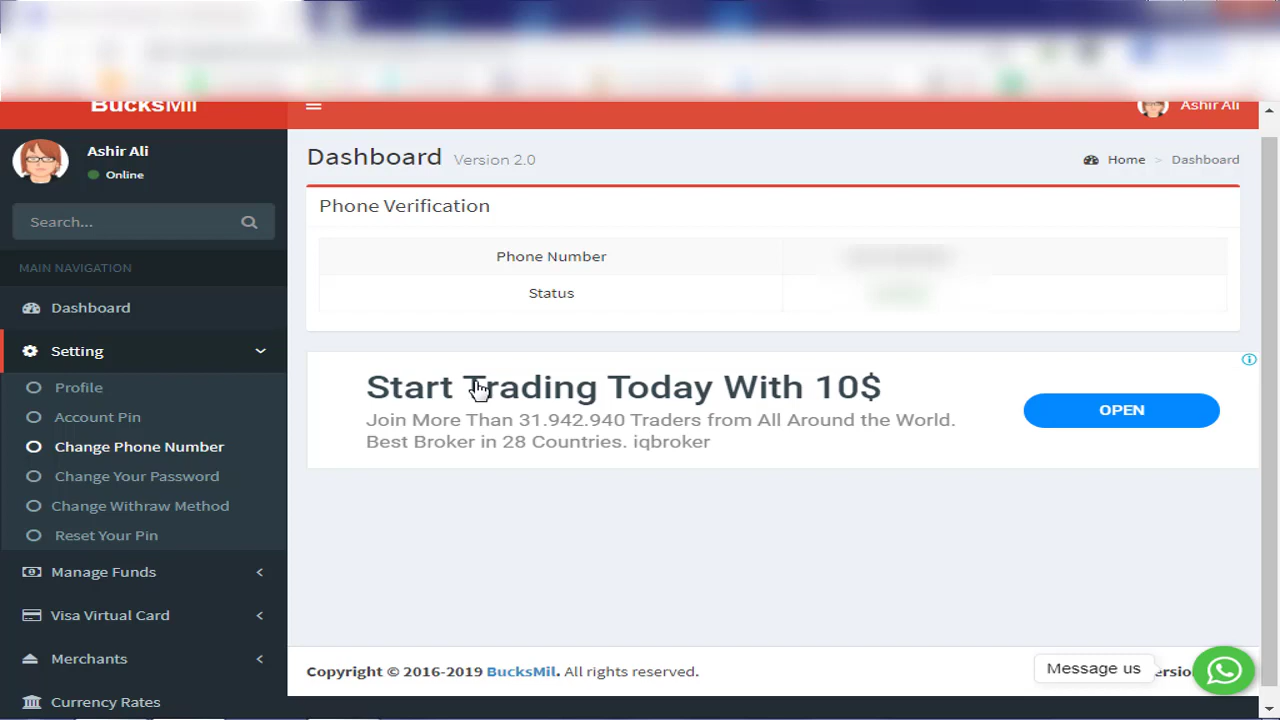 BucksMil
Ashir Ali
Ashir Ali
Online
Search...
MAIN NAVIGATION
Dashboard
Setting
Profile
Account Pin
Change Phone Number
Change Your Password
Change Withraw Method
Reset Your Pin
Manage Funds
Visa Virtual Card
Merchants
Currency Rates
Dashboard Version 2.0
Home > Dashboard
Phone Verification
Phone Number
Status
Start Trading Today With 10$
Join More Than 31.942.940 Traders from All Around the World.
Best Broker in 28 Countries. iqbroker
OPEN
Copyright © 2016-2019 BucksMil. All rights reserved.
Message us